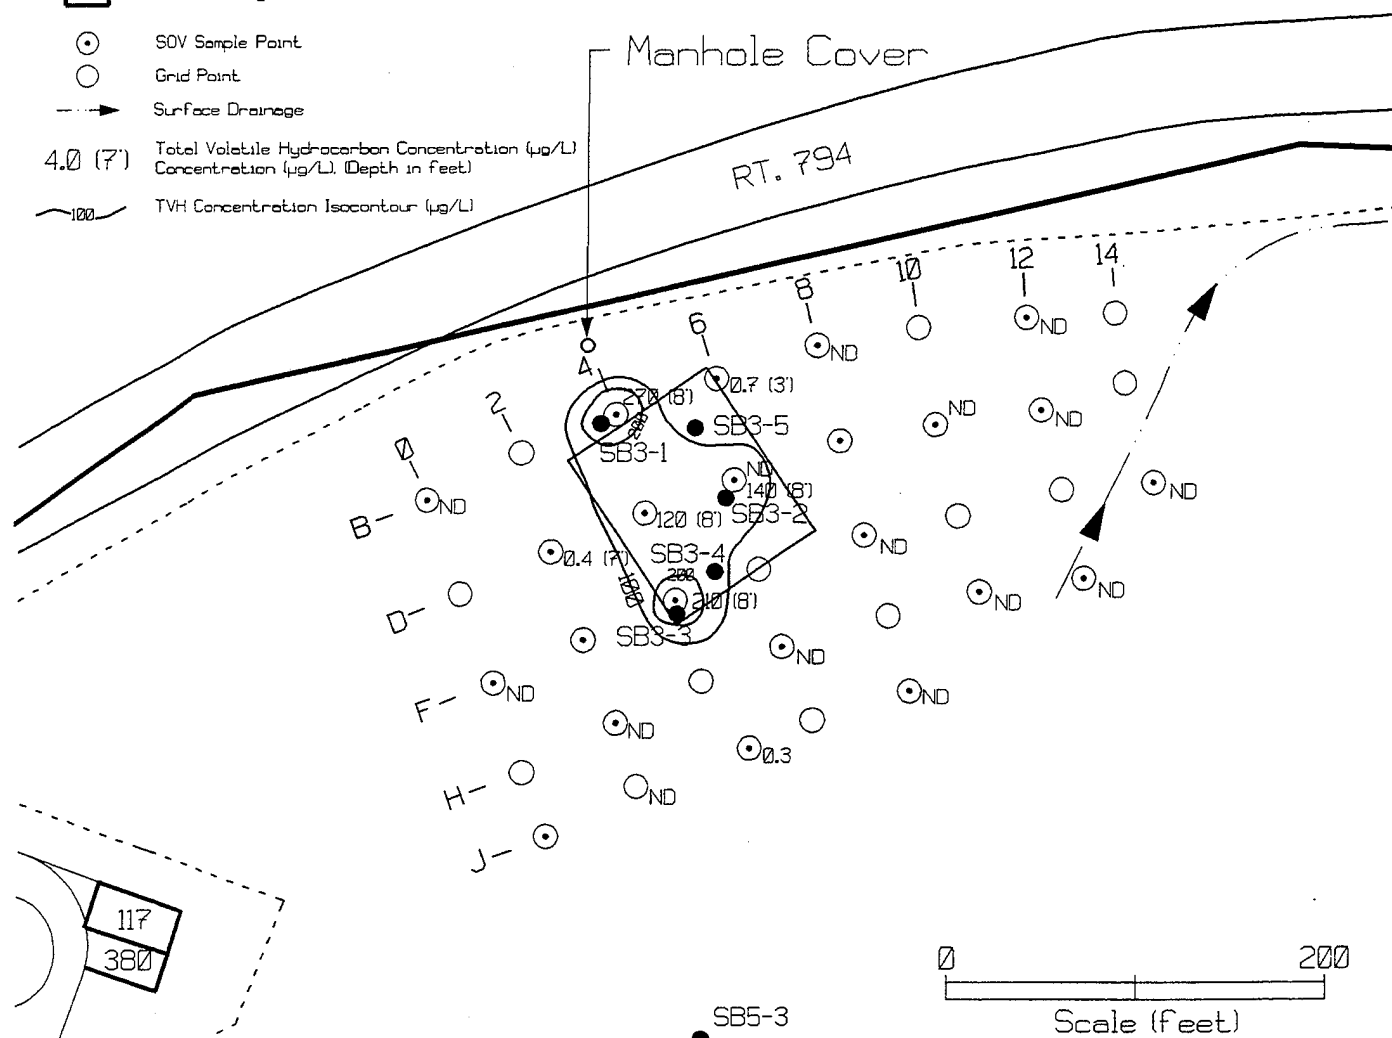 SOV Sample Point
Grid Point
Surface Drainage
4.0 (7')
Total Volatile Hydrocarbon Concentration (µg/L)
Concentration (µg/L). (Depth in feet)
100
TVH Concentration Isocontour (µg/L)
Manhole Cover
RT. 794
0
2
4
6
8
10
12
14
B
D
F
H
J
ND
ND
0.7 (3')
270 (8')
200
SB3-1
SB3-5
ND
ND
ND
ND
140 (8')
SB3-2
120 (8')
ND
0.4 (7')
SB3-4
200
100
210 (8')
SB3-3
ND
ND
ND
ND
ND
ND
ND
0.3
ND
117
380
0
200
Scale (feet)
SB5-3